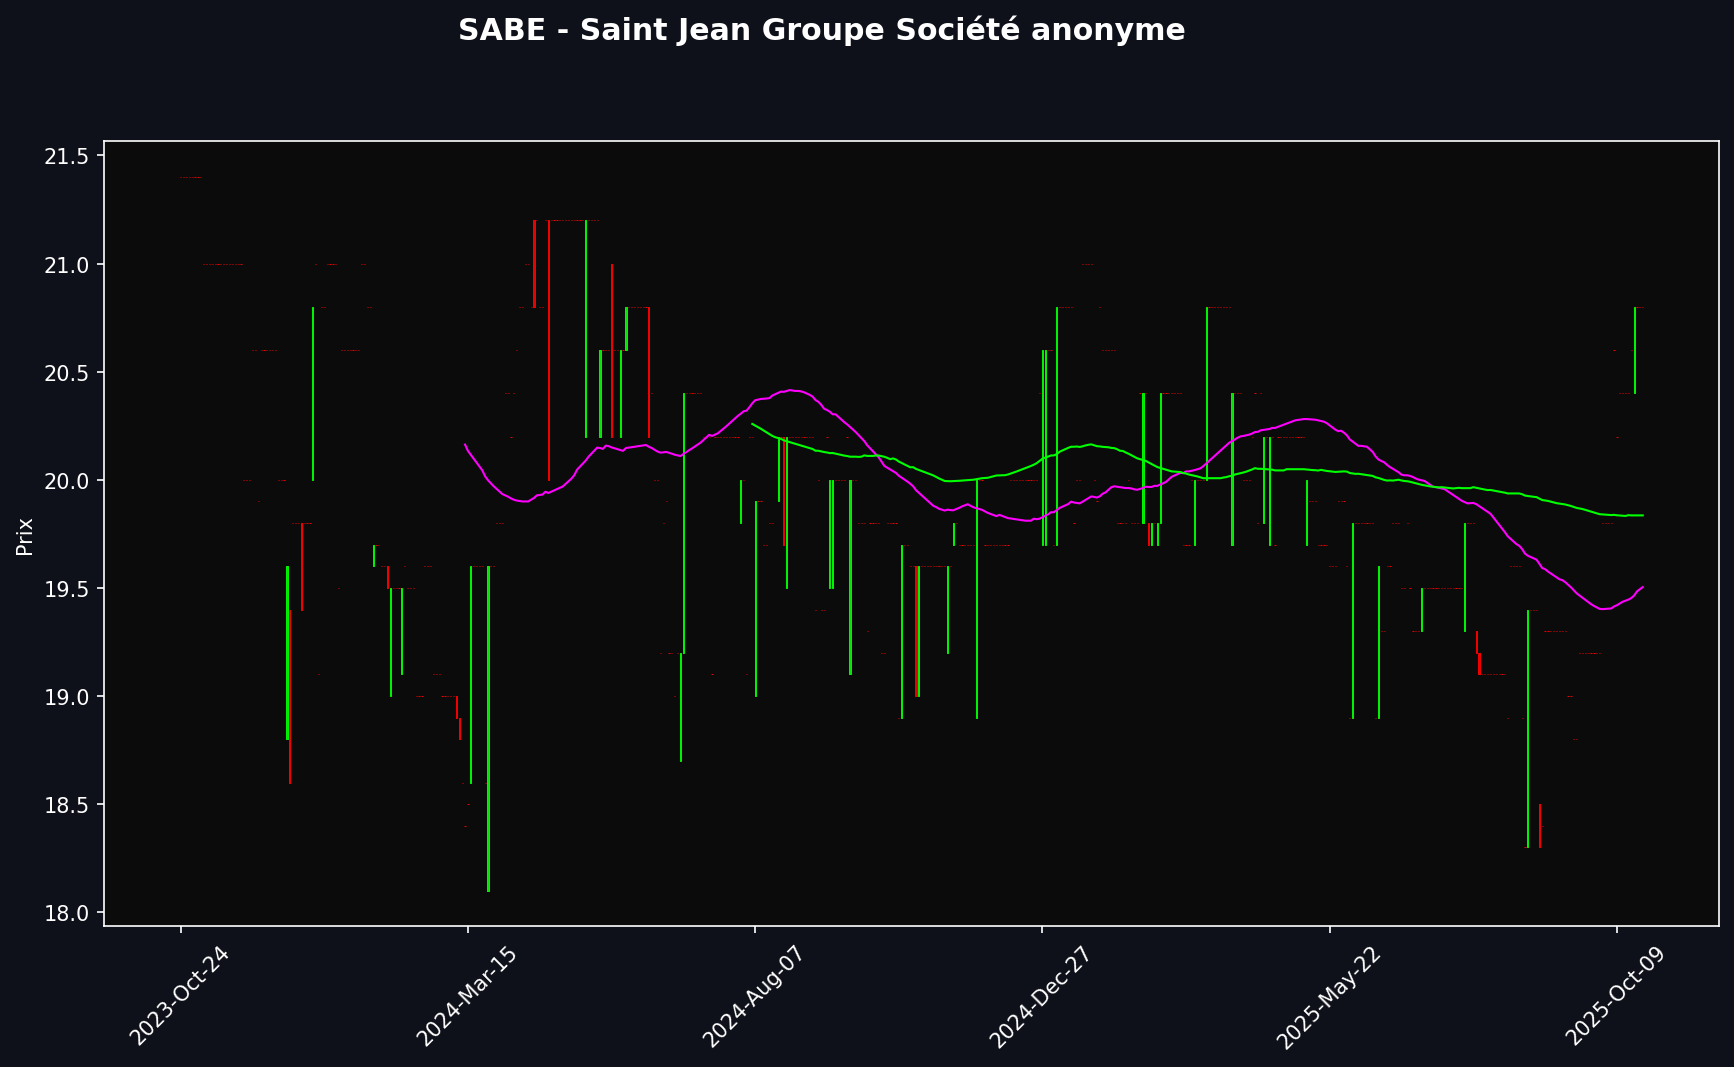 SABE - Saint Jean Groupe Société anonyme
21.5
21.0
20.5
20.0
19.5
19.0
18.5
18.0
Prix
2023-Oct-24
2024-Mar-15
2024-Aug-07
2024-Dec-27
2025-May-22
2025-Oct-09